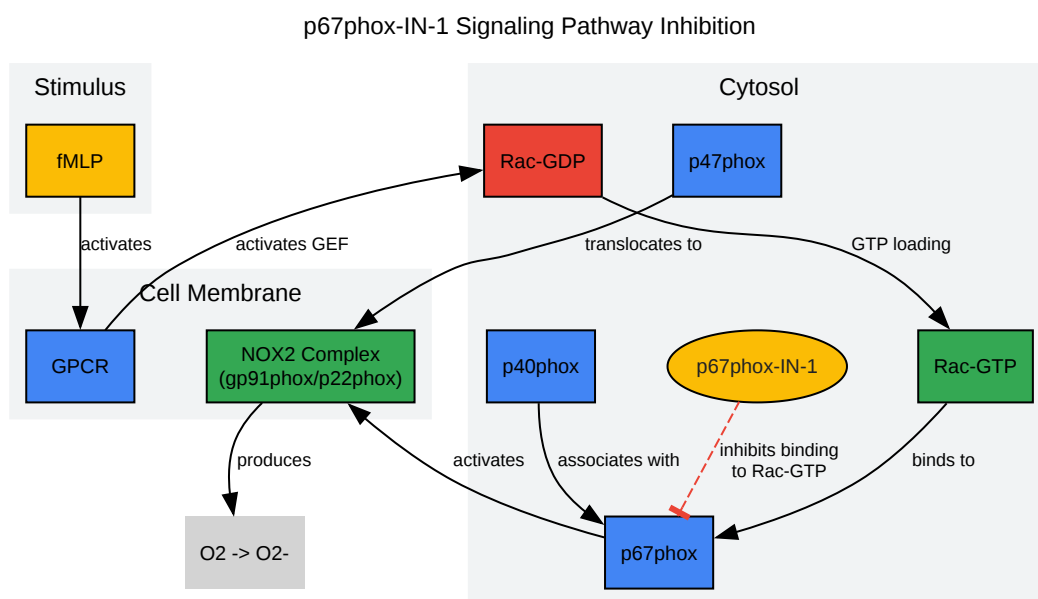 p67phox-IN-1 Signaling Pathway Inhibition
Stimulus
Cytosol
fMLP
Rac-GDP
p47phox
activates
activates GEF
translocates to
GTP loading
Cell Membrane
GPCR
NOX2 Complex
(gp91phox/p22phox)
p40phox
p67phox-IN-1
Rac-GTP
produces
activates
associates with
inhibits binding
to Rac-GTP
binds to
O2 -> O2-
p67phox